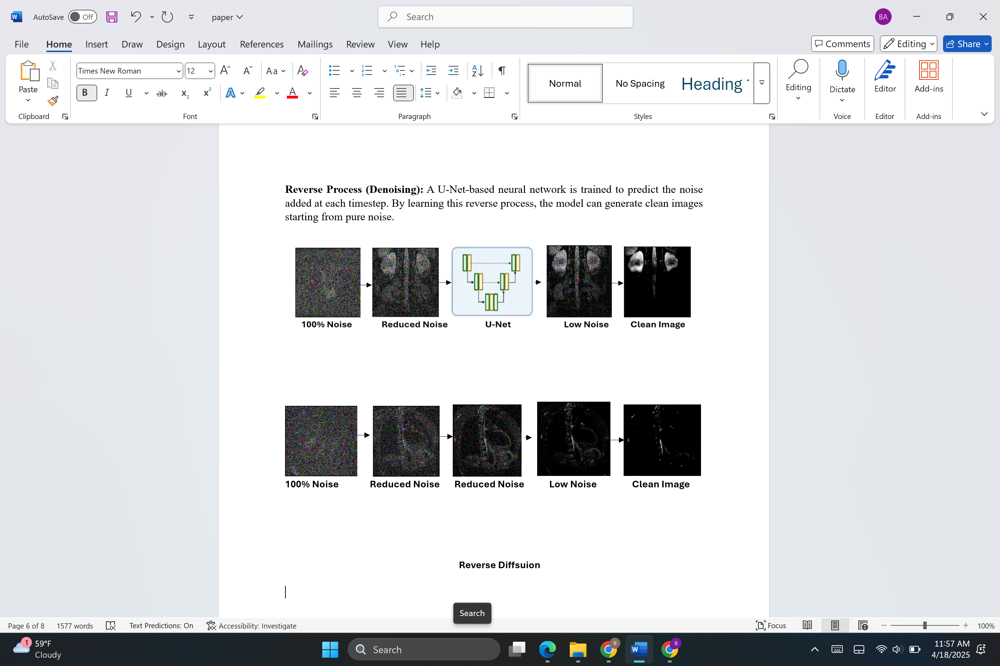 AutoSave Off paper Search BA
File Home Insert Draw Design Layout References Mailings Review View Help Comments Editing Share
Times New Roman 12 Aa
Paste
Normal No Spacing Heading
Editing Dictate Editor Add-ins
Clipboard Font Paragraph Styles Voice Editor Add-ins
Reverse Process (Denoising): A U-Net-based neural network is trained to predict the noise
added at each timestep. By learning this reverse process, the model can generate clean images
starting from pure noise.
100% Noise Reduced Noise U-Net Low Noise Clean Image
100% Noise Reduced Noise Reduced Noise Low Noise Clean Image
Reverse Diffsuion
Search
Page 6 of 8 1577 words Text Predictions: On Accessibility: Investigate Focus 100%
1 59°F
Cloudy
Search
11:57 AM
4/18/2025